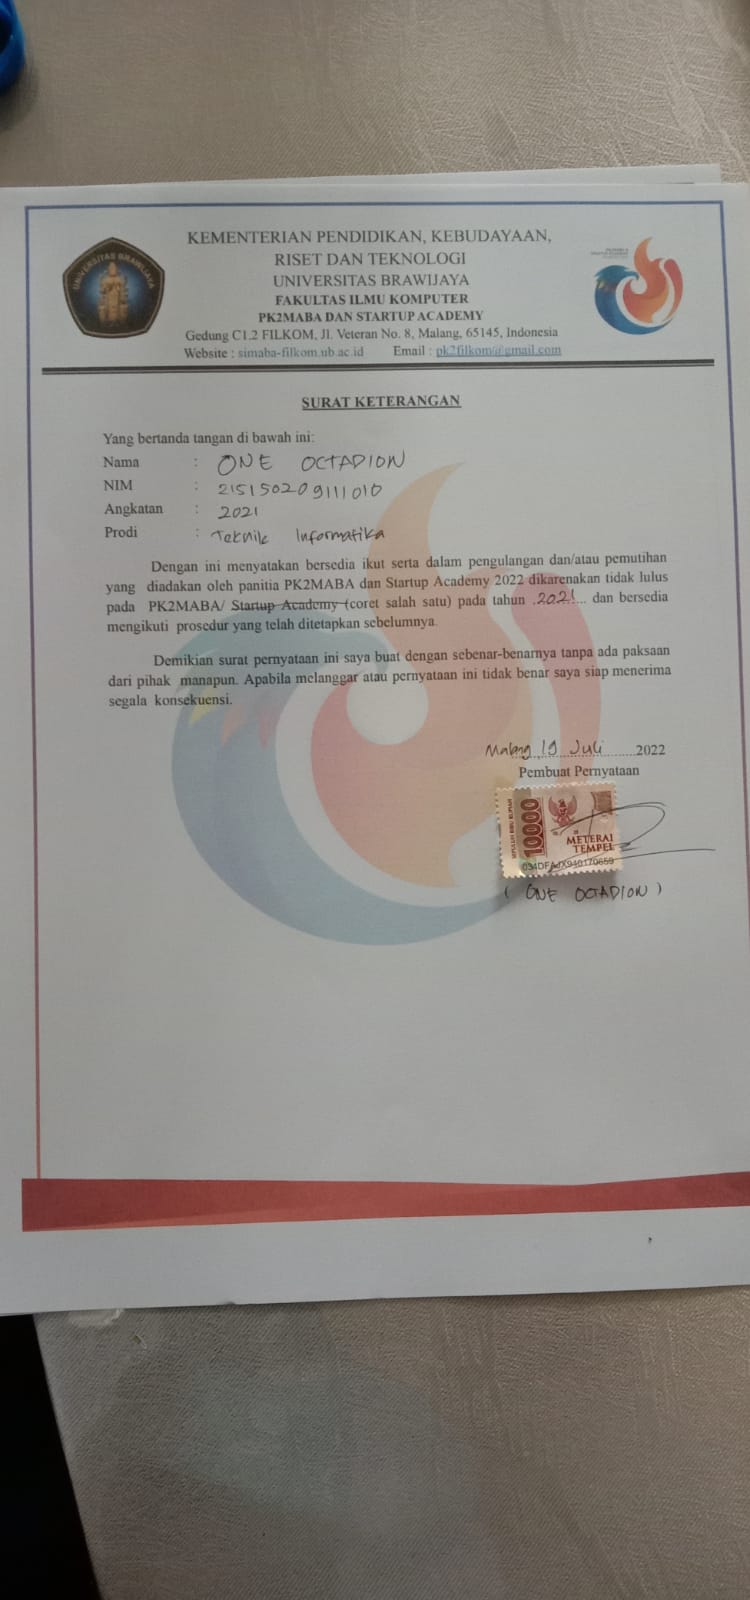 UNIVERSITAS BRAWIJAYA
KEMENTERIAN PENDIDIKAN, KEBUDAYAAN,
RISET DAN TEKNOLOGI
UNIVERSITAS BRAWIJAYA
FAKULTAS ILMU KOMPUTER
PK2MABA DAN STARTUP ACADEMY
Gedung C1.2 FILKOM, Jl. Veteran No. 8, Malang, 65145, Indonesia
Website : simaba-filkom.ub.ac.id Email : pk2filkom@gmail.com
SURAT KETERANGAN
Yang bertanda tangan di bawah ini:
Nama : ONE OCTADION
NIM : 215150209111010
Angkatan : 2021
Prodi : Teknik Informatika
Dengan ini menyatakan bersedia ikut serta dalam pengulangan dan/atau pemutihan
yang diadakan oleh panitia PK2MABA dan Startup Academy 2022 dikarenakan tidak lulus
pada PK2MABA/ Startup Academy (coret salah satu) pada tahun .2021... dan bersedia
mengikuti prosedur yang telah ditetapkan sebelumnya.
Demikian surat pernyataan ini saya buat dengan sebenar-benarnya tanpa ada paksaan
dari pihak manapun. Apabila melanggar atau pernyataan ini tidak benar saya siap menerima
segala konsekuensi.
Malang, 19 Juli ......2022
Pembuat Pernyataan
SEPULUH RIBU RUPIAH
10000
METERAI
TEMPEL
( ONE OCTADION )